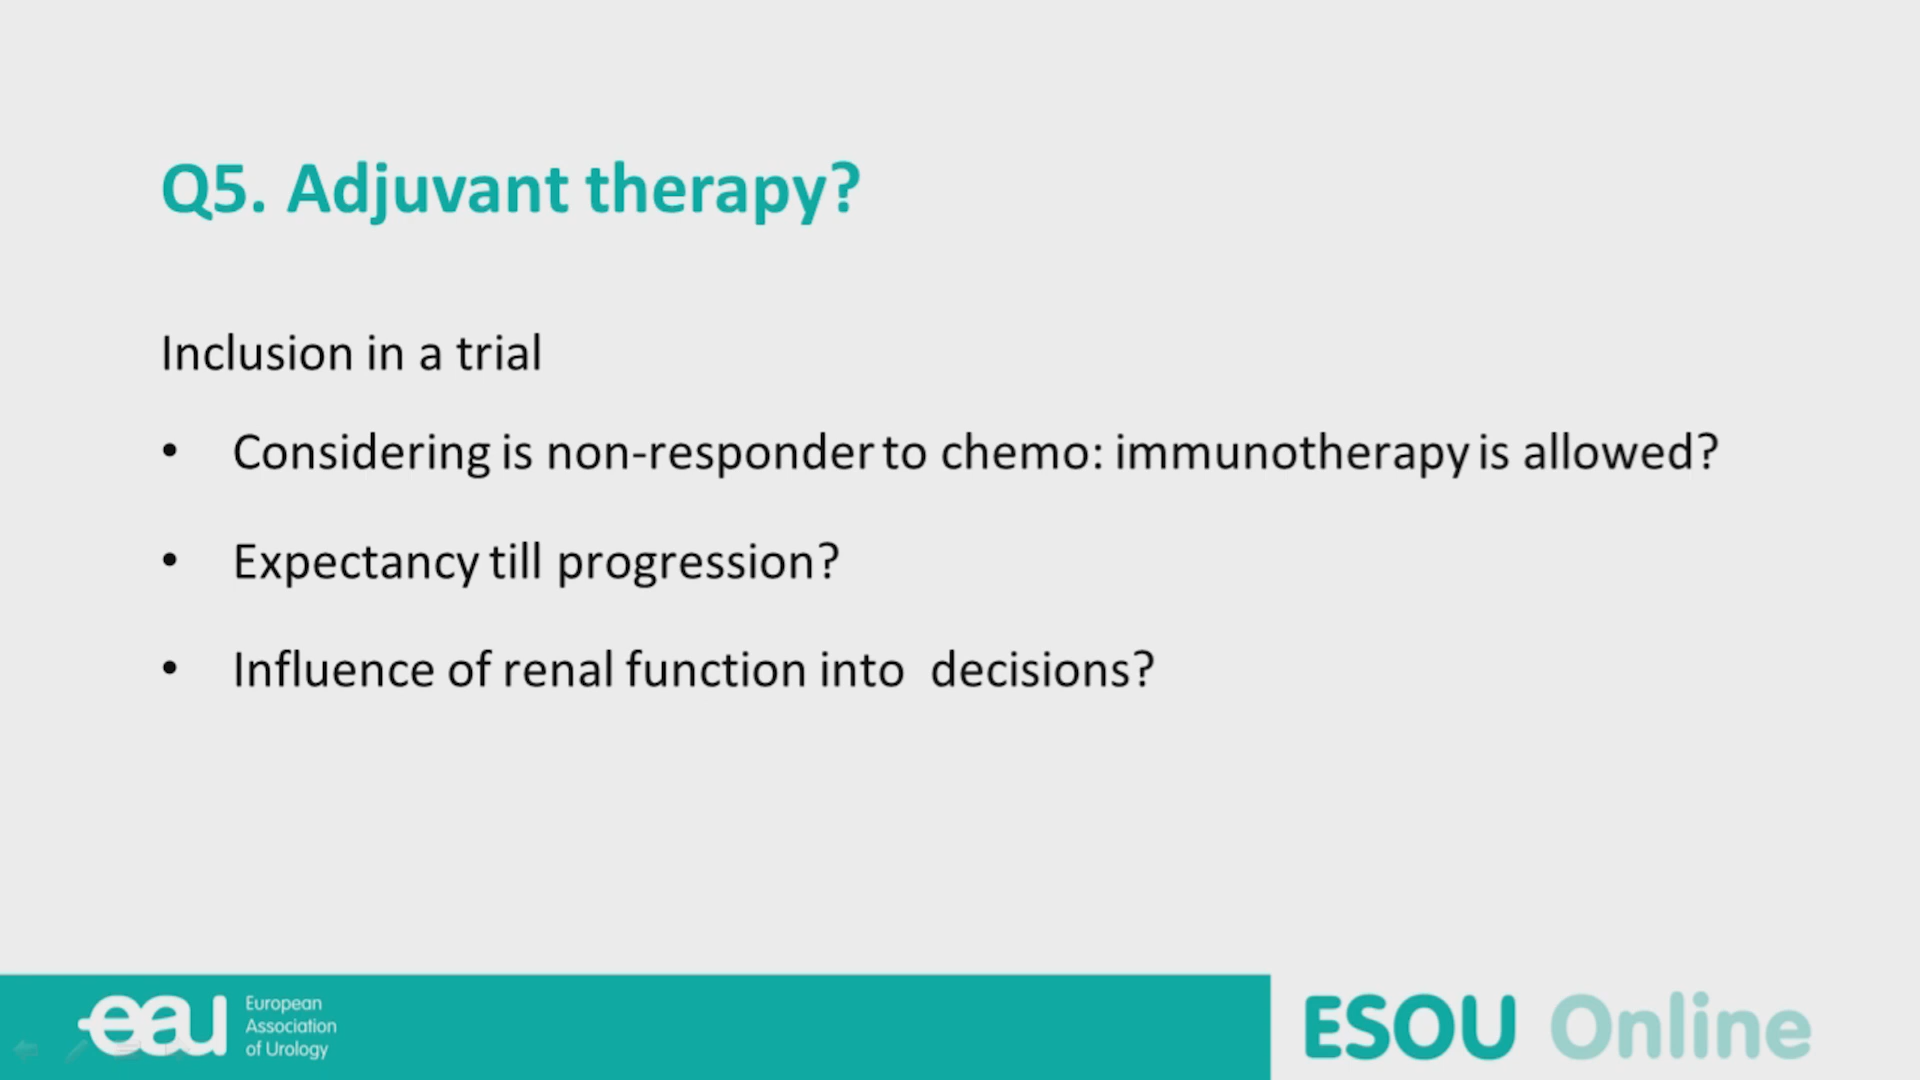 Q5. Adjuvant therapy?
Inclusion in a trial
• Considering is non-responder to chemo: immunotherapy is allowed?
• Expectancy till progression?
• Influence of renal function into  decisions?
eau
European
Association
of Urology
ESOU Online